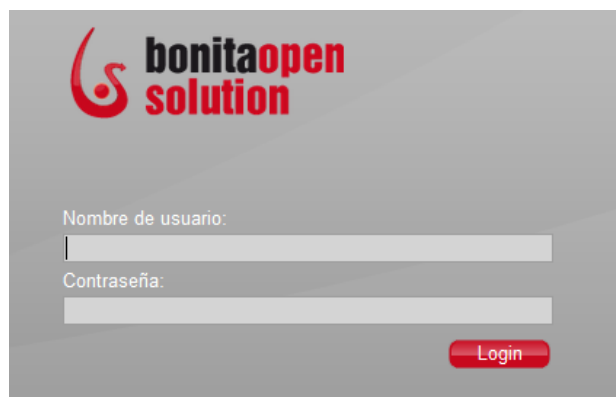 bonitaopen
solution
Nombre de usuario:
Contraseña:
Login